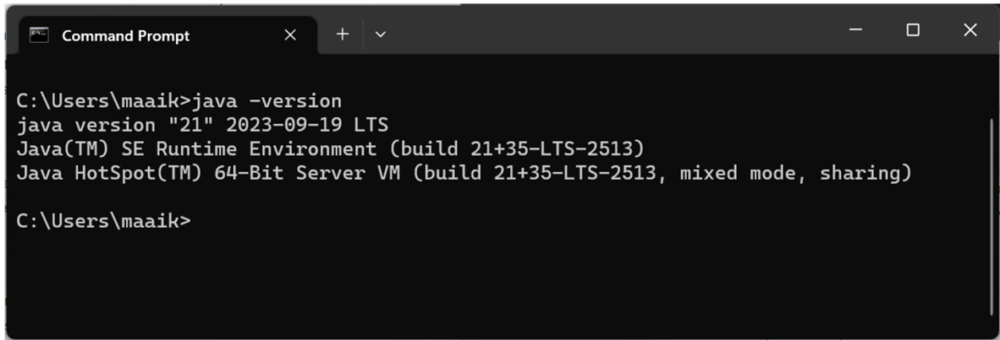 Command Prompt
C:\Users\maaik>java -version
java version "21" 2023-09-19 LTS
Java(TM) SE Runtime Environment (build 21+35-LTS-2513)
Java HotSpot(TM) 64-Bit Server VM (build 21+35-LTS-2513, mixed mode, sharing)
C:\Users\maaik>